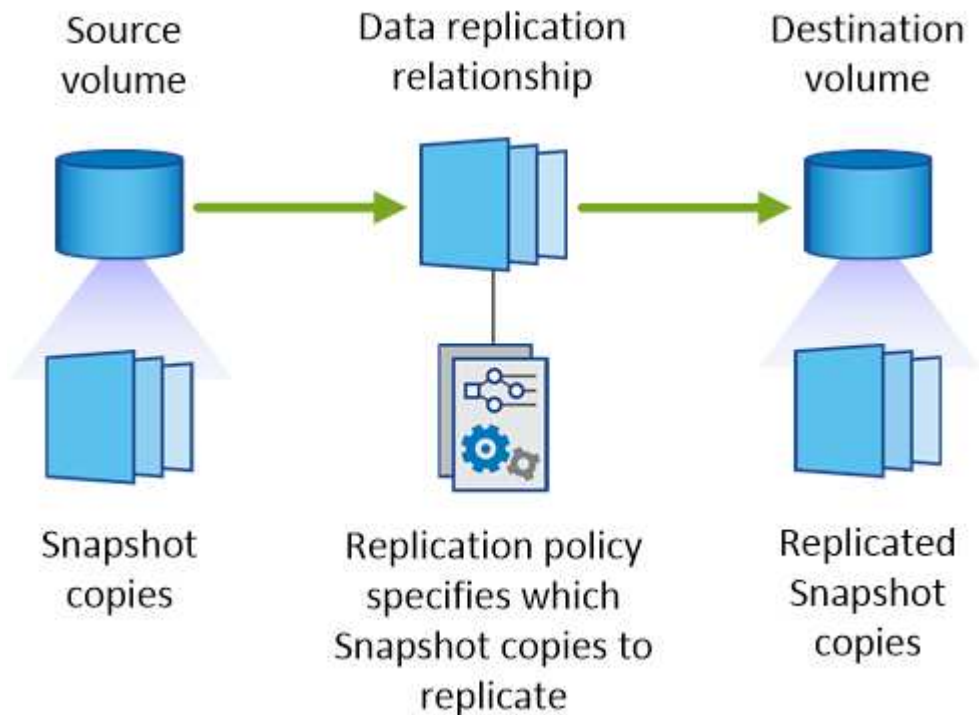 Source
volume
Data replication
relationship
Destination
volume
Snapshot
copies
Replication policy
specifies which
Snapshot copies to
replicate
Replicated
Snapshot
copies